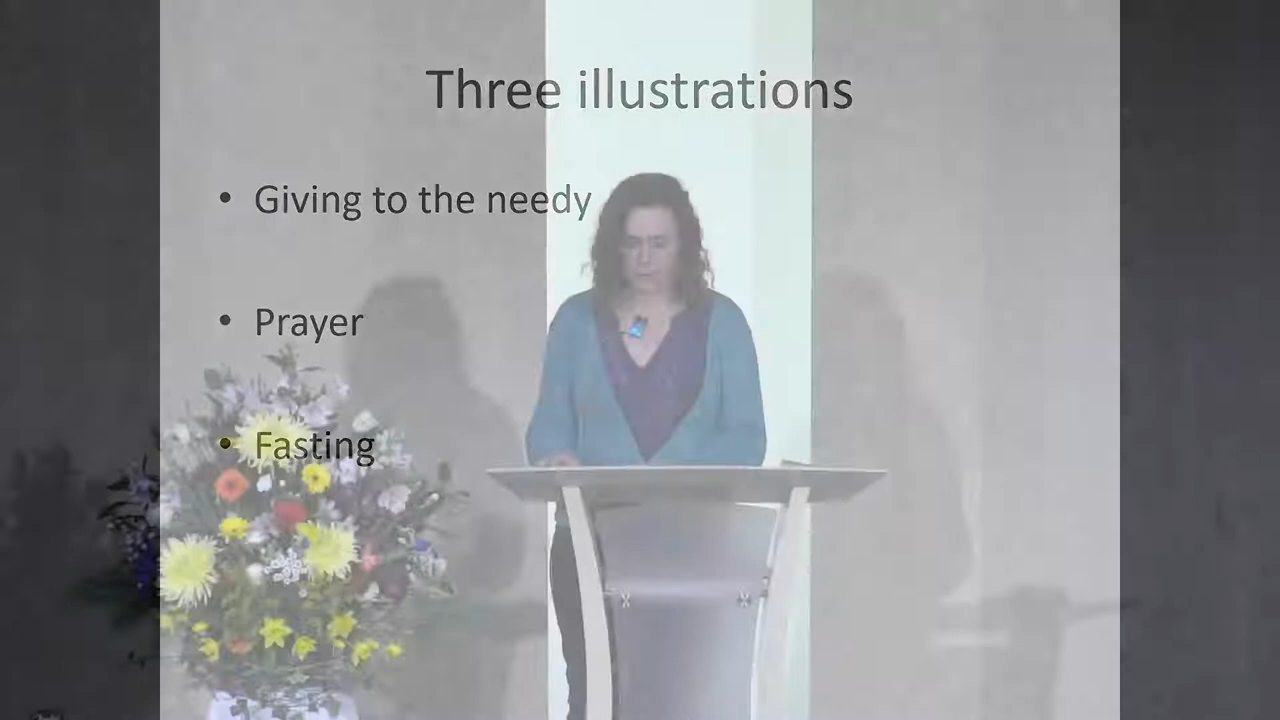 Three illustrations
• Giving to the needy
• Prayer
• Fasting